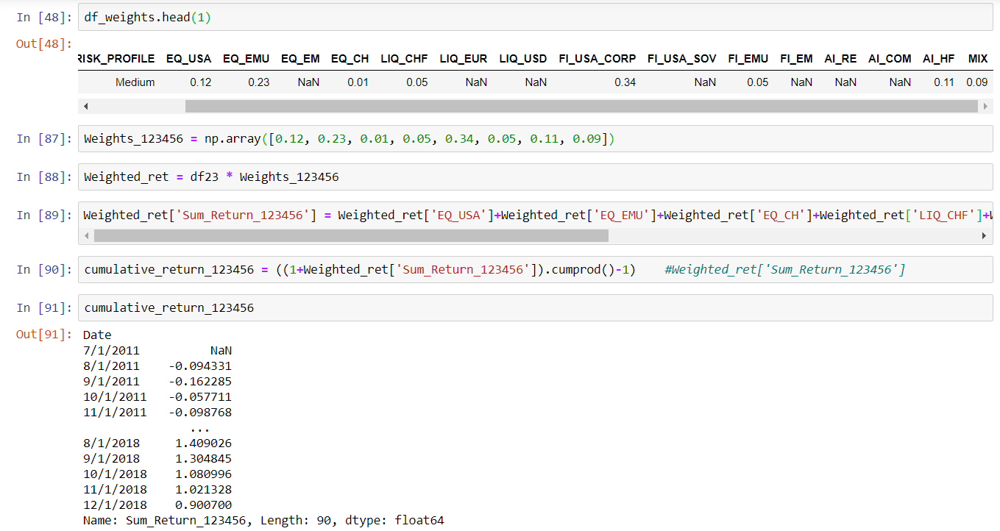 In [48]: df_weights.head(1)
Out[48]:
RISK_PROFILE EQ_USA EQ_EMU EQ_EM EQ_CH LIQ_CHF LIQ_EUR LIQ_USD FI_USA_CORP FI_USA_SOV FI_EMU FI_EM AI_RE AI_COM AI_HF MIX
Medium 0.12 0.23 NaN 0.01 0.05 NaN NaN 0.34 NaN 0.05 NaN NaN NaN 0.11 0.09
In [87]: Weights_123456 = np.array([0.12, 0.23, 0.01, 0.05, 0.34, 0.05, 0.11, 0.09])
In [88]: Weighted_ret = df23 * Weights_123456
In [89]: Weighted_ret['Sum_Return_123456'] = Weighted_ret['EQ_USA']+Weighted_ret['EQ_EMU']+Weighted_ret['EQ_CH']+Weighted_ret['LIQ_CHF']+
In [90]: cumulative_return_123456 = ((1+Weighted_ret['Sum_Return_123456']).cumprod()-1) #Weighted_ret['Sum_Return_123456']
In [91]: cumulative_return_123456
Out[91]: Date
7/1/2011 NaN
8/1/2011 -0.094331
9/1/2011 -0.162285
10/1/2011 -0.057711
11/1/2011 -0.098768
...
8/1/2018 1.409026
9/1/2018 1.304845
10/1/2018 1.080996
11/1/2018 1.021328
12/1/2018 0.900700
Name: Sum_Return_123456, Length: 90, dtype: float64